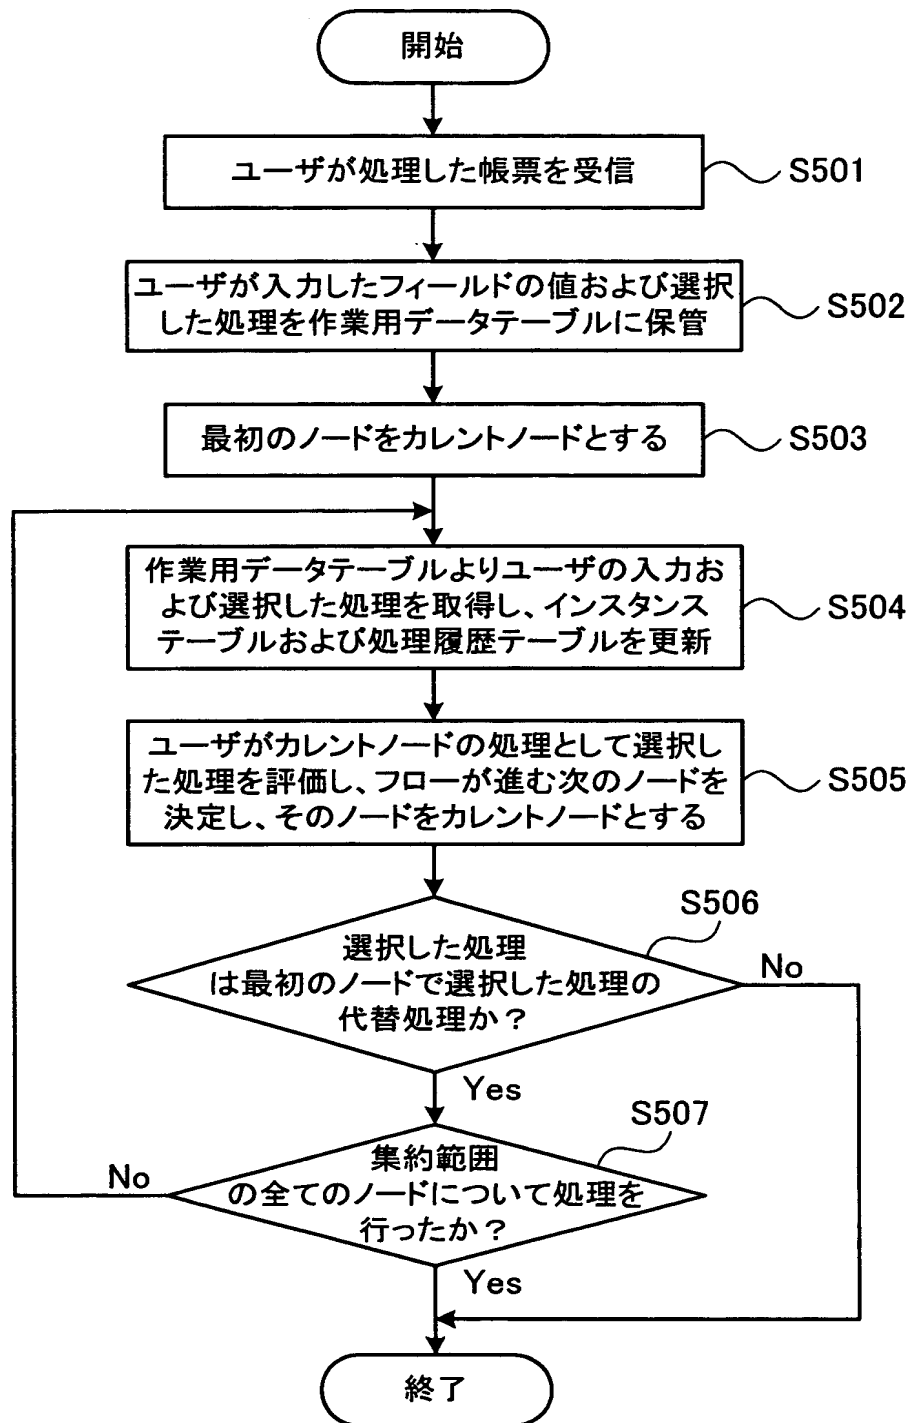 開始
ユーザが処理した帳票を受信
S501
ユーザが入力したフィールドの値および選択
した処理を作業用データテーブルに保管
S502
最初のノードをカレントノードとする
S503
作業用データテーブルよりユーザの入力お
よび選択した処理を取得し、インスタンス
テーブルおよび処理履歴テーブルを更新
S504
ユーザがカレントノードの処理として選択し
た処理を評価し、フローが進む次のノードを
決定し、そのノードをカレントノードとする
S505
S506
選択した処理
は最初のノードで選択した処理の
代替処理か？
No
Yes
S507
集約範囲
の全てのノードについて処理を
行ったか？
No
Yes
終了